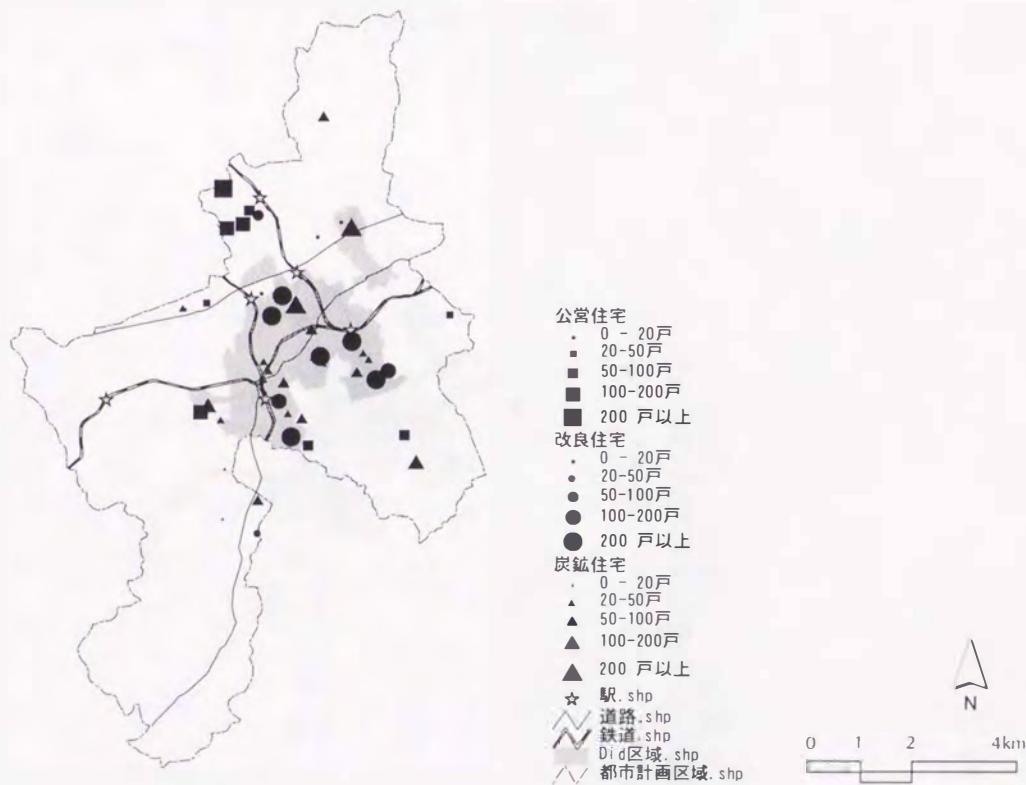 公営住宅
0 - 20戸
20-50戸
50-100戸
100-200戸
200 戸以上
改良住宅
0 - 20戸
20-50戸
50-100戸
100-200戸
200 戸以上
炭鉱住宅
0 - 20戸
20-50戸
50-100戸
100-200戸
200 戸以上
駅.shp
道路.shp
鉄道.shp
Did区域.shp
都市計画区域.shp
N
0 1 2 4km